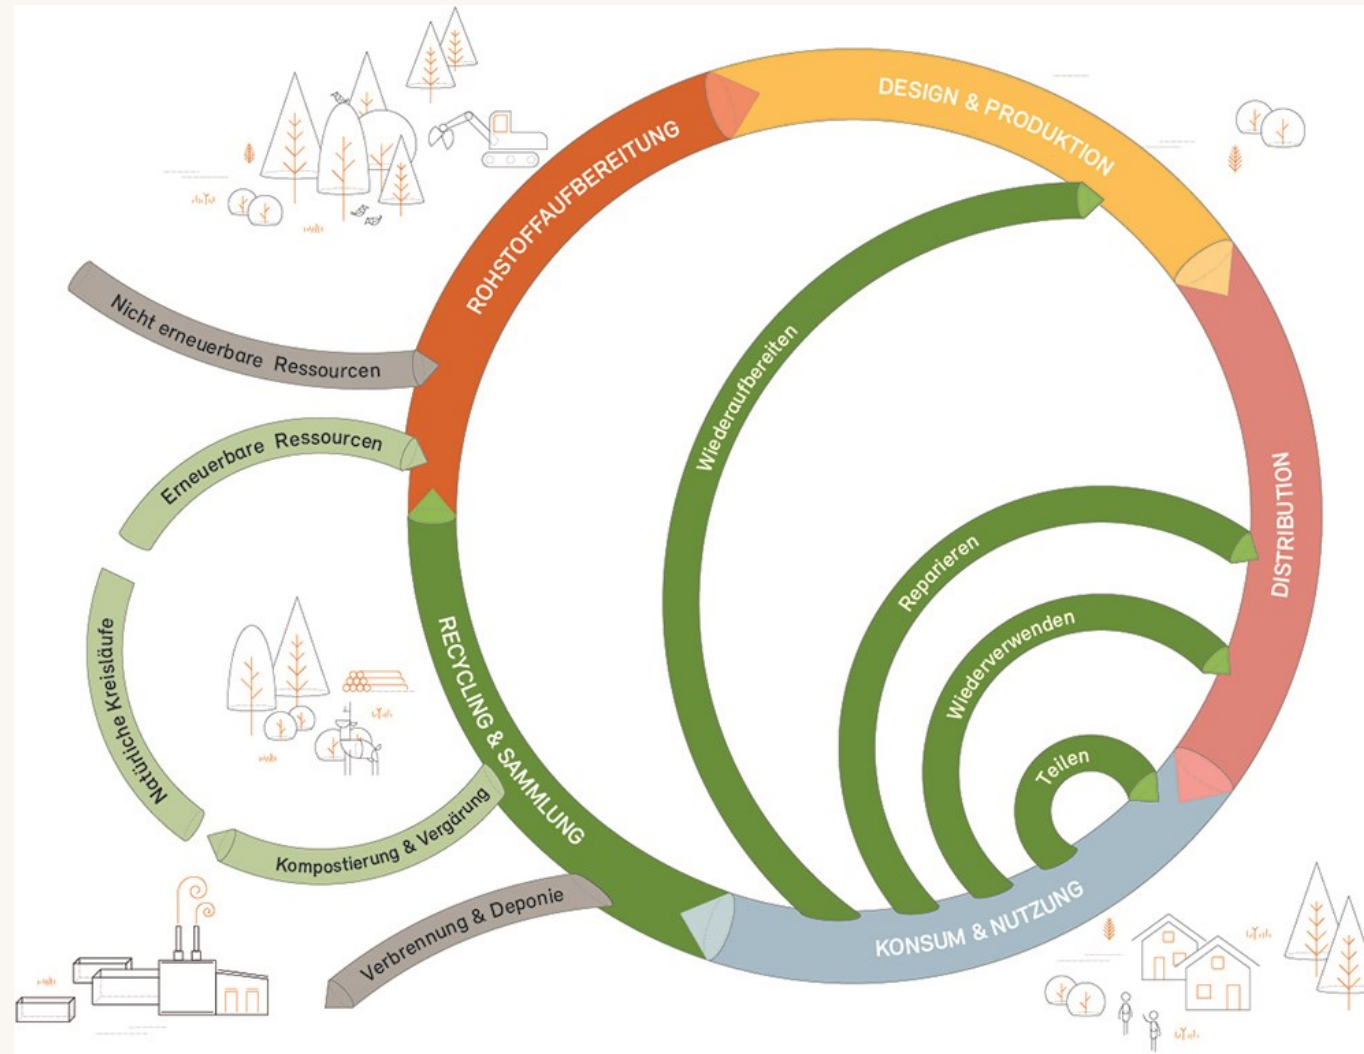 DESIGN & PRODUKTION
ROHSTOFFAUFBEREITUNG
Nicht erneuerbare Ressourcen
Wiederaufbereiten
Erneuerbare Ressourcen
DISTRIBUTION
Reparieren
Wiederverwenden
Natürliche Kreisläufe
RECYCLING & SAMMLUNG
Teilen
Kompostierung & Vergärung
Verbrennung & Deponie
KONSUM & NUTZUNG